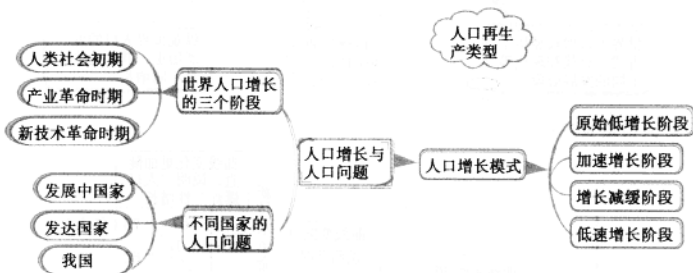 人口再生
产类型
人类社会初期
产业革命时期
新技术革命时期
世界人口增长
的三个阶段
发展中国家
发达国家
我国
不同国家的
人口问题
人口增长与
人口问题
人口增长模式
原始低增长阶段
加速增长阶段
增长减缓阶段
低速增长阶段